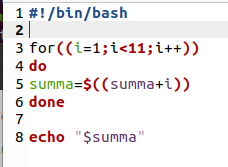 1 #!/bin/bash
2
3 for((i=1;i<11;i++))
4 do
5 summa=$((summa+i))
6 done
7
8 echo "$summa"